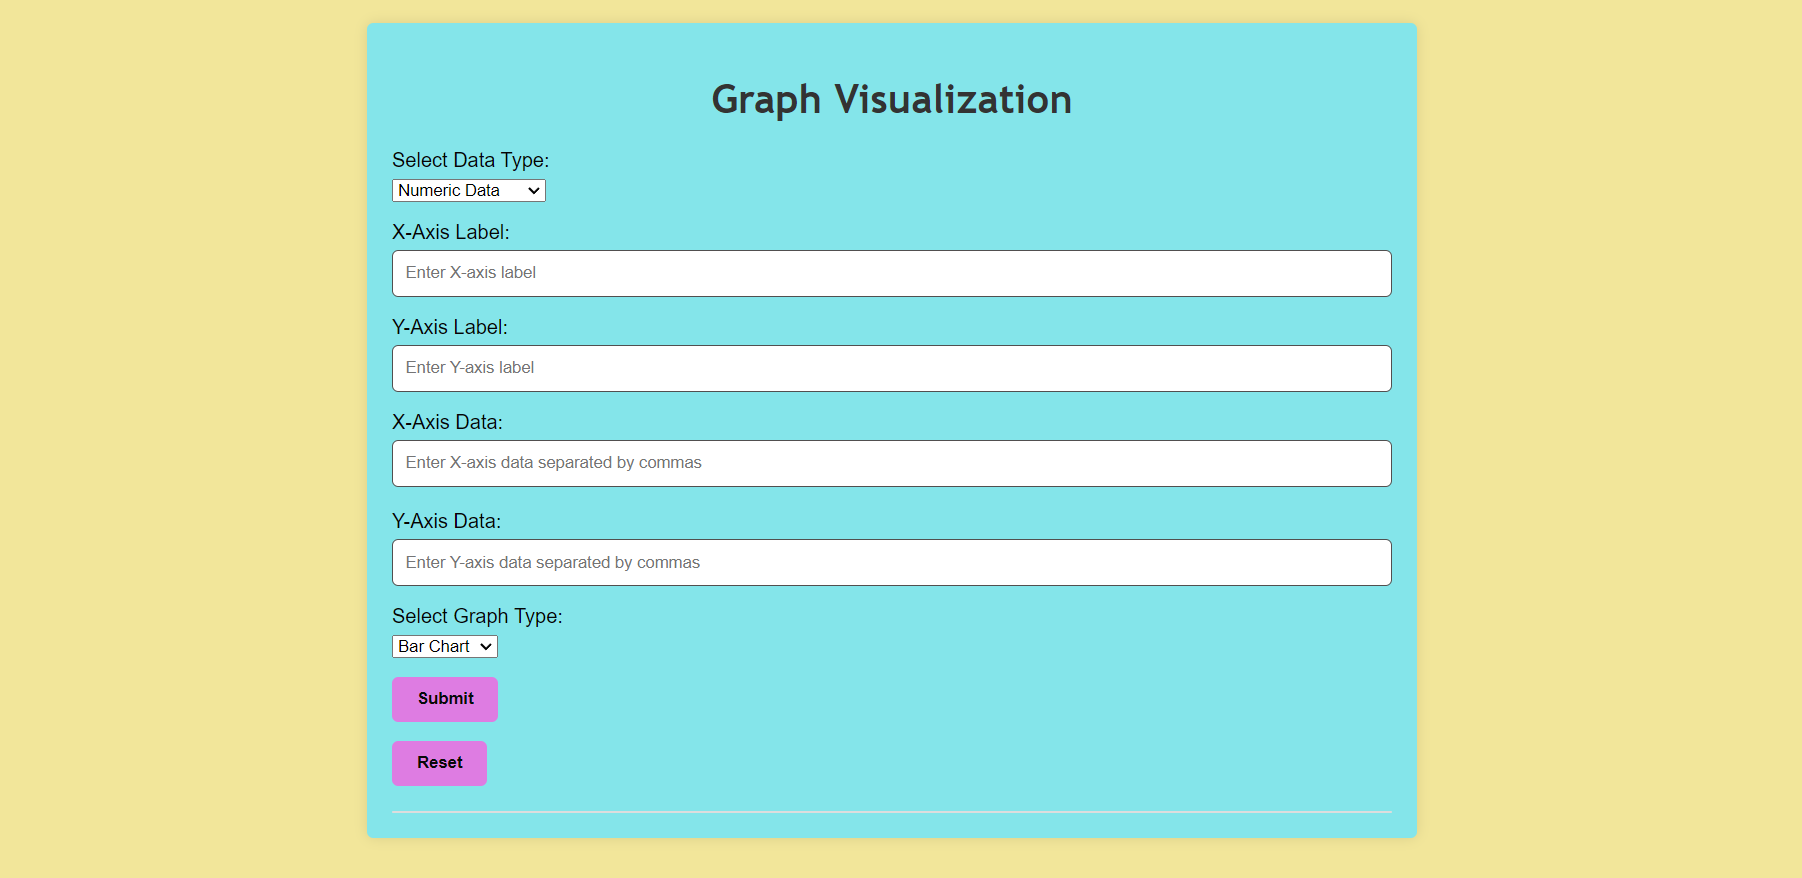 Graph Visualization
Select Data Type:
Numeric Data
X-Axis Label:
Enter X-axis label
Y-Axis Label:
Enter Y-axis label
X-Axis Data:
Enter X-axis data separated by commas
Y-Axis Data:
Enter Y-axis data separated by commas
Select Graph Type:
Bar Chart
Submit
Reset